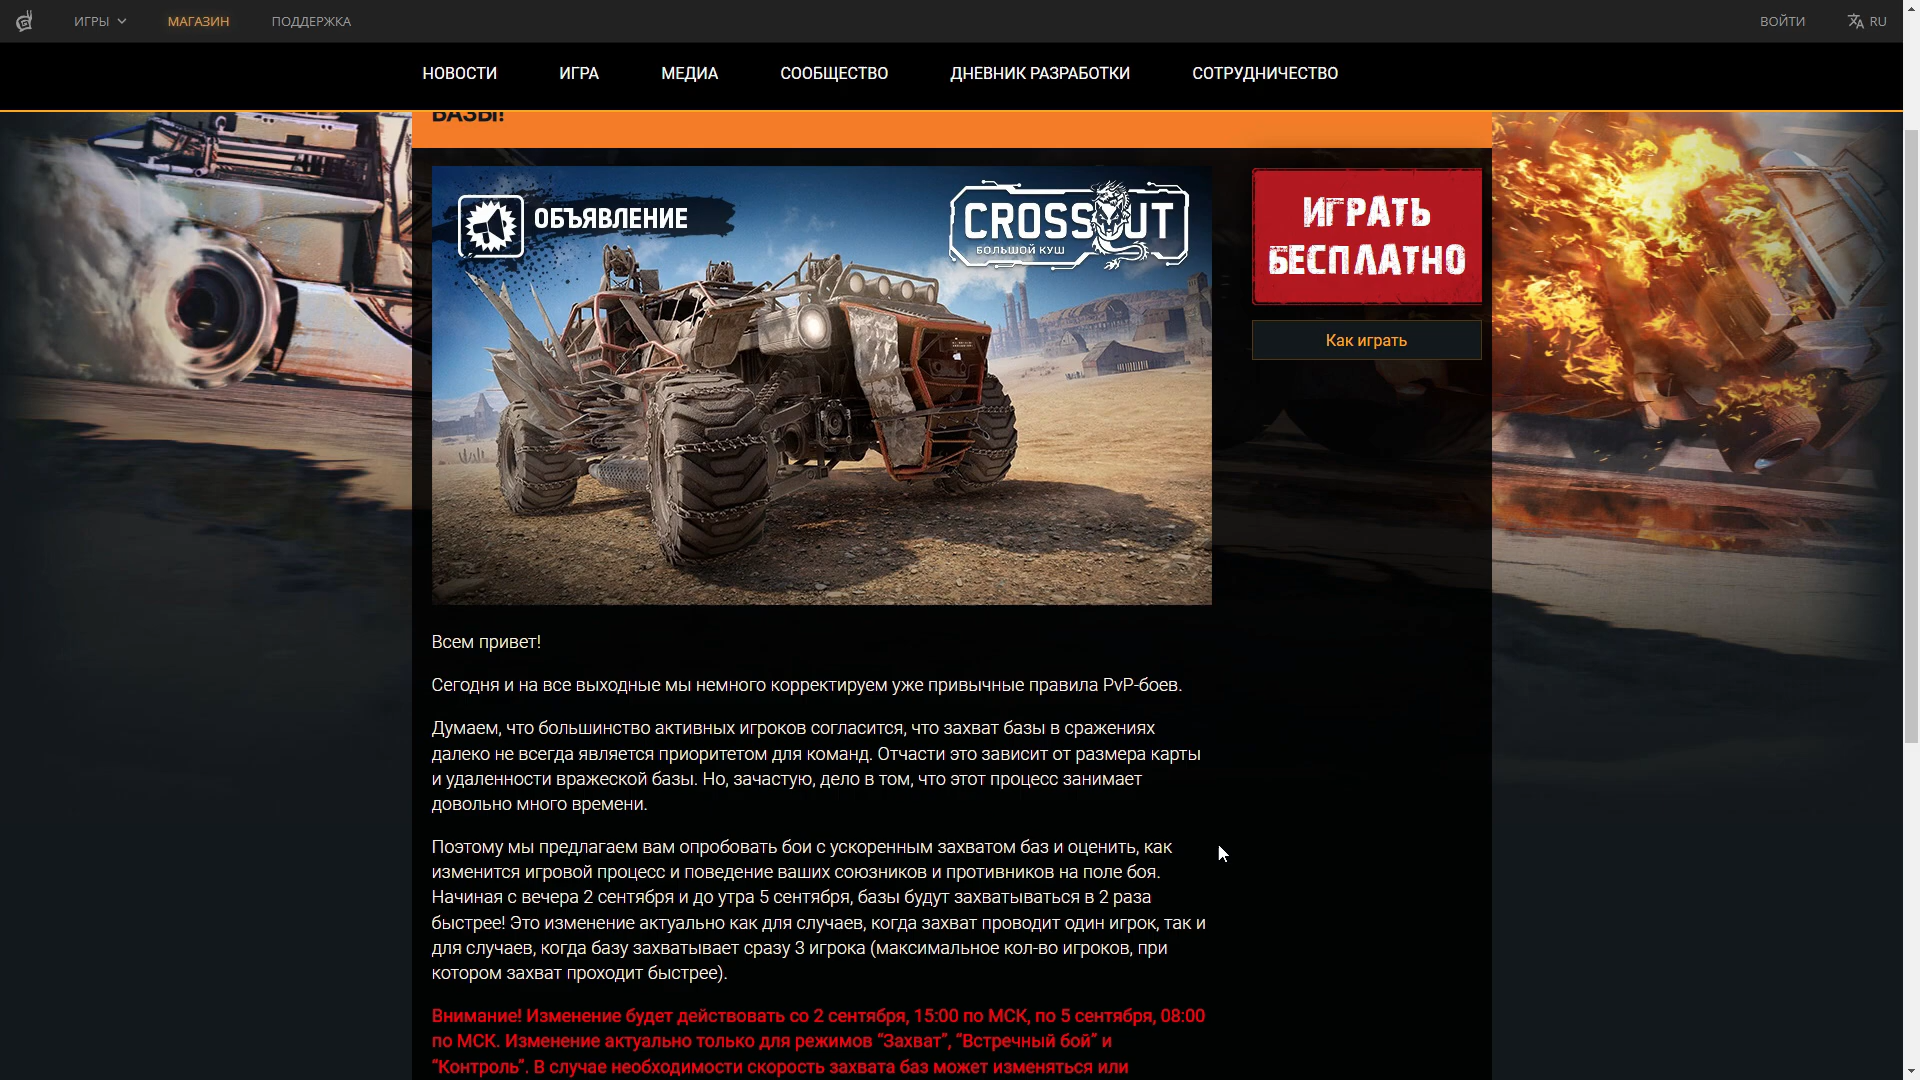 ИГРЫ
МАГАЗИН
ПОДДЕРЖКА
ВОЙТИ
RU
НОВОСТИ
ИГРА
МЕДИА
СООБЩЕСТВО
ДНЕВНИК РАЗРАБОТКИ
СОТРУДНИЧЕСТВО
БАЗЫ!
ОБЪЯВЛЕНИЕ
CROSSOUT
БОЛЬШОЙ КУШ
ИГРАТЬ
БЕСПЛАТНО
Как играть
Всем привет!
Сегодня и на все выходные мы немного корректируем уже привычные правила PvP-боев.
Думаем, что большинство активных игроков согласится, что захват базы в сражениях
далеко не всегда является приоритетом для команд. Отчасти это зависит от размера карты
и удаленности вражеской базы. Но, зачастую, дело в том, что этот процесс занимает
довольно много времени.
Поэтому мы предлагаем вам опробовать бои с ускоренным захватом баз и оценить, как
изменится игровой процесс и поведение ваших союзников и противников на поле боя.
Начиная с вечера 2 сентября и до утра 5 сентября, базы будут захватываться в 2 раза
быстрее! Это изменение актуально как для случаев, когда захват проводит один игрок, так и
для случаев, когда базу захватывает сразу 3 игрока (максимальное кол-во игроков, при
котором захват проходит быстрее).
Внимание! Изменение будет действовать со 2 сентября, 15:00 по МСК, по 5 сентября, 08:00
по МСК. Изменение актуально только для режимов “Захват”, “Встречный бой” и
“Контроль”. В случае необходимости скорость захвата баз может изменяться или